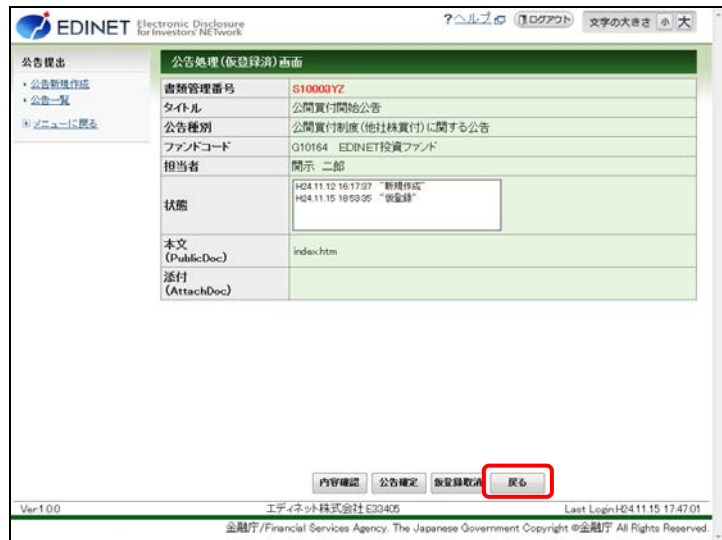 EDINET Electronic Disclosure for Investors' NETwork
?ヘルプ ログアウト 文字の大きさ 小 大
公告提出
公告新規作成
公告一覧
メニューに戻る
公告処理(仮登録済)画面
書類管理番号 S10003YZ
タイトル 公開買付開始公告
公告種別 公開買付制度(他社株買付)に関する公告
ファンドコード G10164 EDINET投資ファンド
担当者 開示 二郎
状態
H24.11.12 16:17:37 "新規作成"
H24.11.15 18:59:05 "仮登録"
本文
(PublicDoc)
index.htm
添付
(AttachDoc)
内容確認 公告確定 仮登録取消 戻る
Ver1.00 エディネット株式会社 E33405 Last Login:H24.11.15 17:47:01
金融庁/Financial Services Agency. The Japanese Government Copyright ©金融庁 All Rights Reserved.